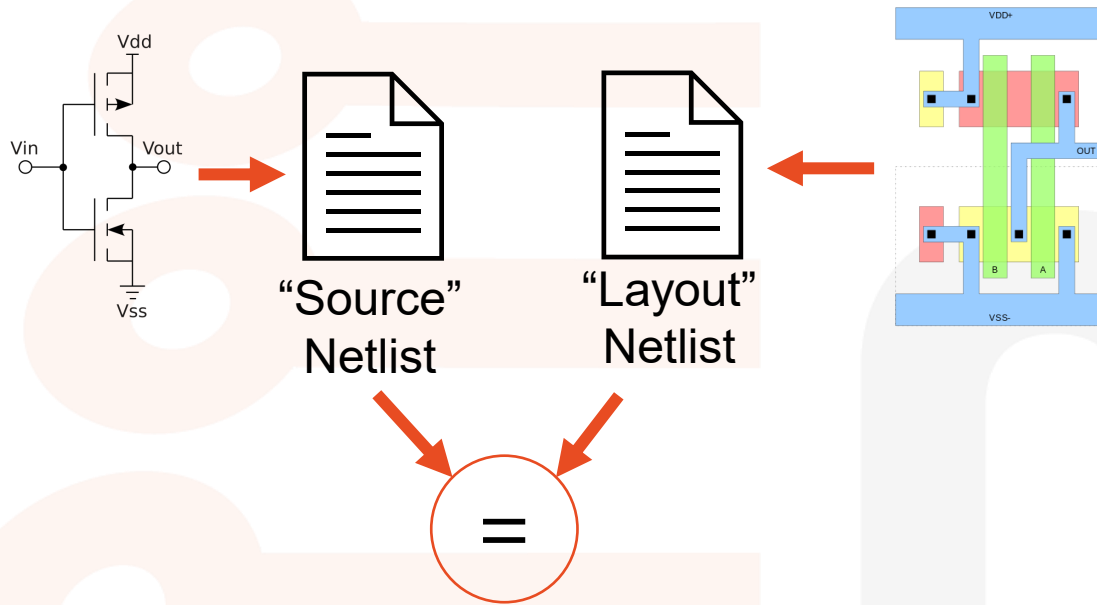 Vdd
Vin
Vout
Vss
“Source”
Netlist
“Layout”
Netlist
=
VDD+
OUT
B
A
VSS-